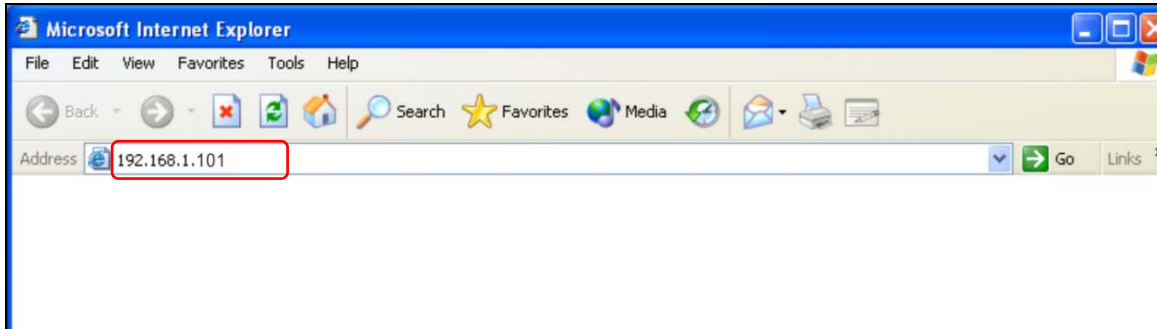 Microsoft Internet Explorer
File Edit View Favorites Tools Help
Back Search Favorites Media
Address 192.168.1.101 Go Links